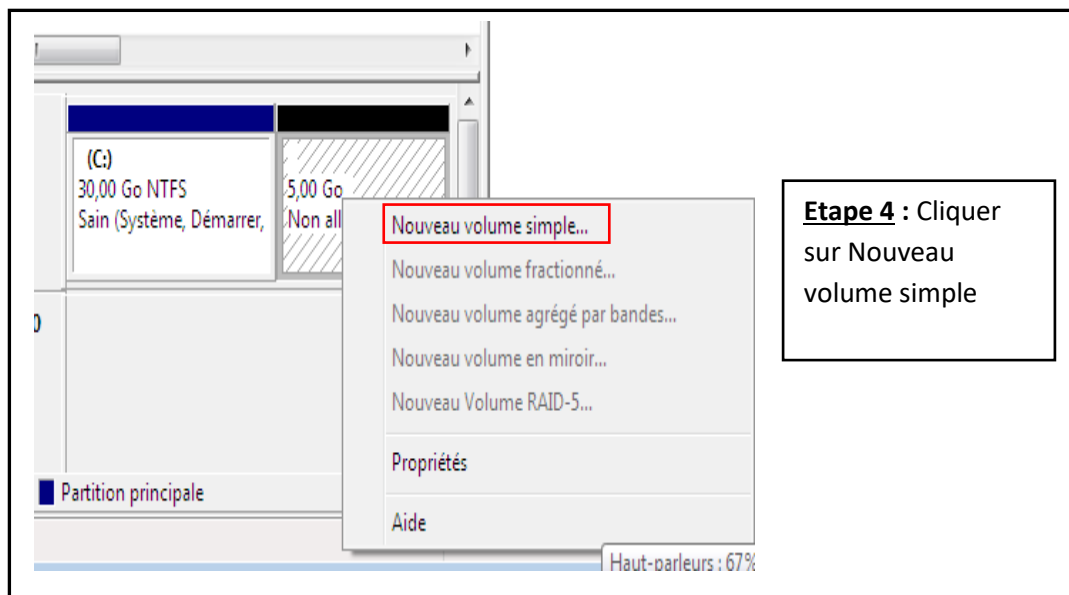 (C:)
30,00 Go NTFS
Sain (Système, Démarrer,
5,00 Go
Non all
Nouveau volume simple...
Nouveau volume fractionné...
Nouveau volume agrégé par bandes...
Nouveau volume en miroir...
Nouveau Volume RAID-5...
Propriétés
Aide
Partition principale
Haut-parleurs : 67%
Etape 4 : Cliquer
sur Nouveau
volume simple